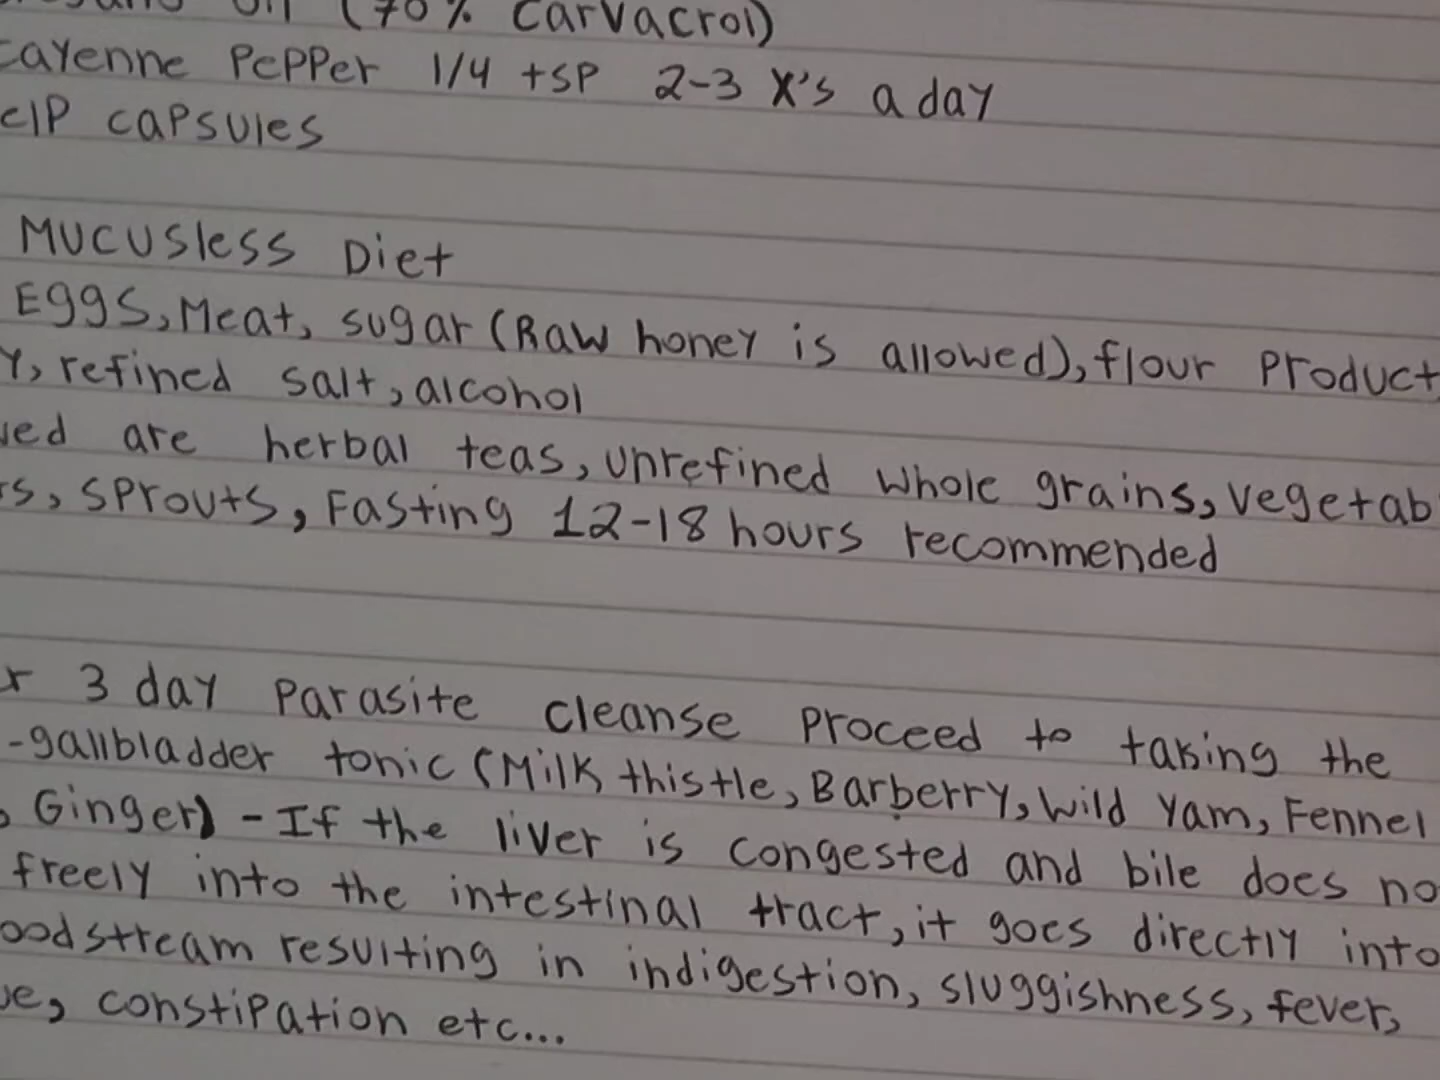 Oil (70% Carvacrol)
cayenne Pepper 1/4 tsp 2-3 X's a day
capsules
Mucusless Diet
Eggs, Meat, sugar (Raw honey is allowed), flour Product
refined salt, alcohol
are herbal teas, unrefined whole grains, vegetab
sprouts, Fasting 12-18 hours recommended
3 day Parasite cleanse Proceed to taking the
-gallbladder tonic (Milk thistle, Barberry, Wild Yam, Fennel
Ginger) - If the liver is congested and bile does no
freely into the intestinal tract, it goes directly into
oodstream resulting in indigestion, sluggishness, fever,
constipation etc...